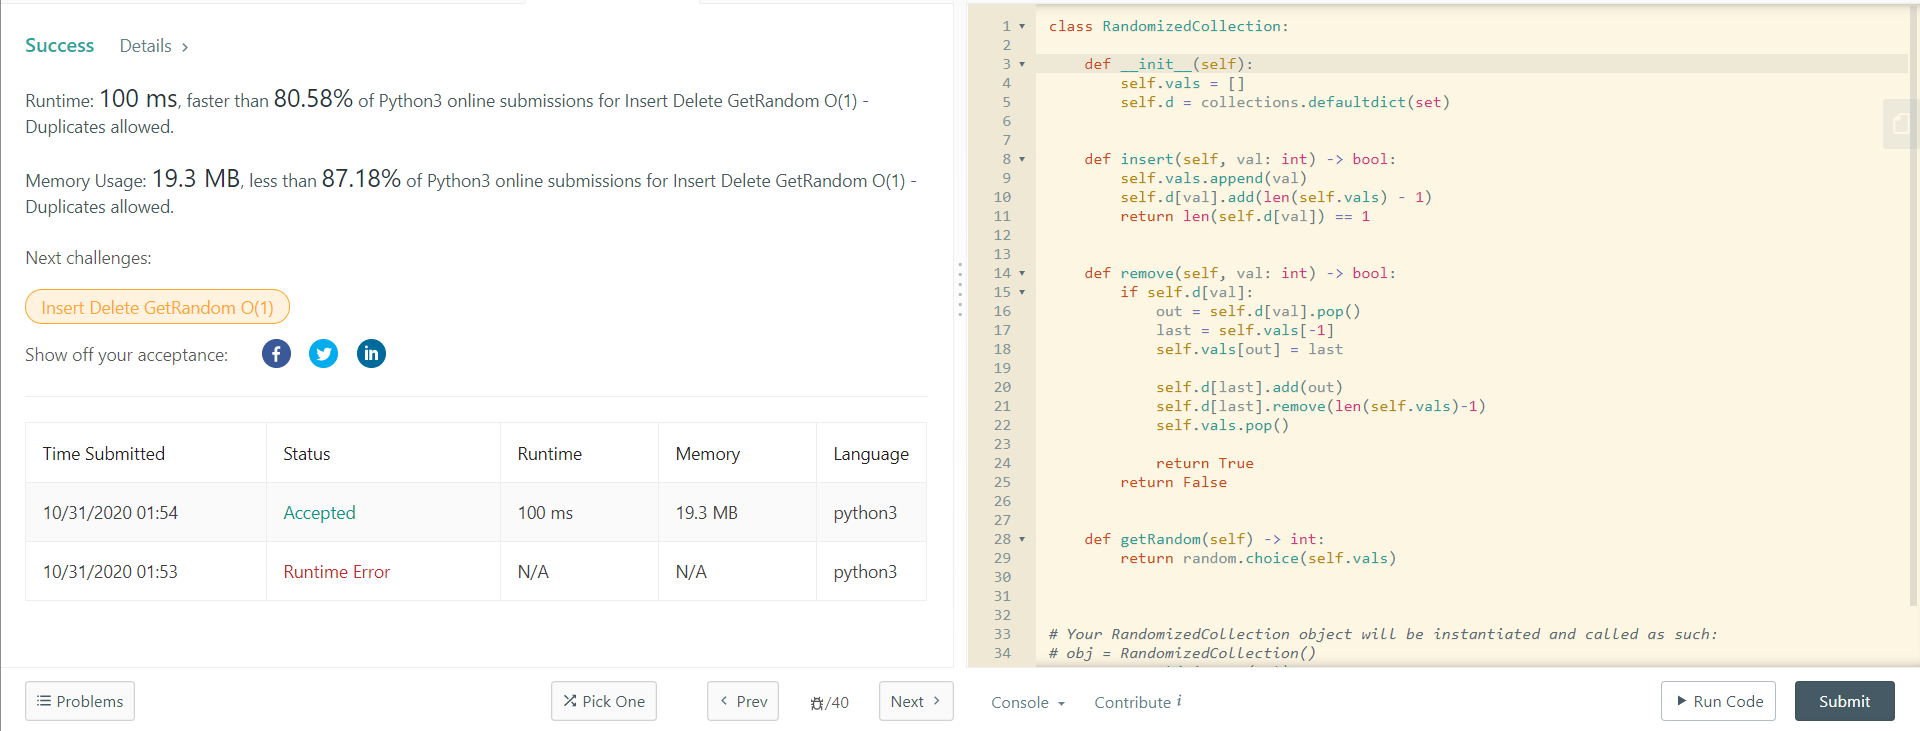 Success Details >
Runtime: 100 ms, faster than 80.58% of Python3 online submissions for Insert Delete GetRandom O(1) -
Duplicates allowed.
Memory Usage: 19.3 MB, less than 87.18% of Python3 online submissions for Insert Delete GetRandom O(1) -
Duplicates allowed.
Next challenges:
Insert Delete GetRandom O(1)
Show off your acceptance:
Time Submitted Status Runtime Memory Language
10/31/2020 01:54 Accepted 100 ms 19.3 MB python3
10/31/2020 01:53 Runtime Error N/A N/A python3
Problems Pick One < Prev /40 Next >
1 class RandomizedCollection:
2
3     def __init__(self):
4         self.vals = []
5         self.d = collections.defaultdict(set)
6
7
8     def insert(self, val: int) -> bool:
9         self.vals.append(val)
10         self.d[val].add(len(self.vals) - 1)
11         return len(self.d[val]) == 1
12
13
14     def remove(self, val: int) -> bool:
15         if self.d[val]:
16             out = self.d[val].pop()
17             last = self.vals[-1]
18             self.vals[out] = last
19
20             self.d[last].add(out)
21             self.d[last].remove(len(self.vals)-1)
22             self.vals.pop()
23
24             return True
25         return False
26
27
28     def getRandom(self) -> int:
29         return random.choice(self.vals)
30
31
32
33 # Your RandomizedCollection object will be instantiated and called as such:
34 # obj = RandomizedCollection()
Console Contribute i Run Code Submit